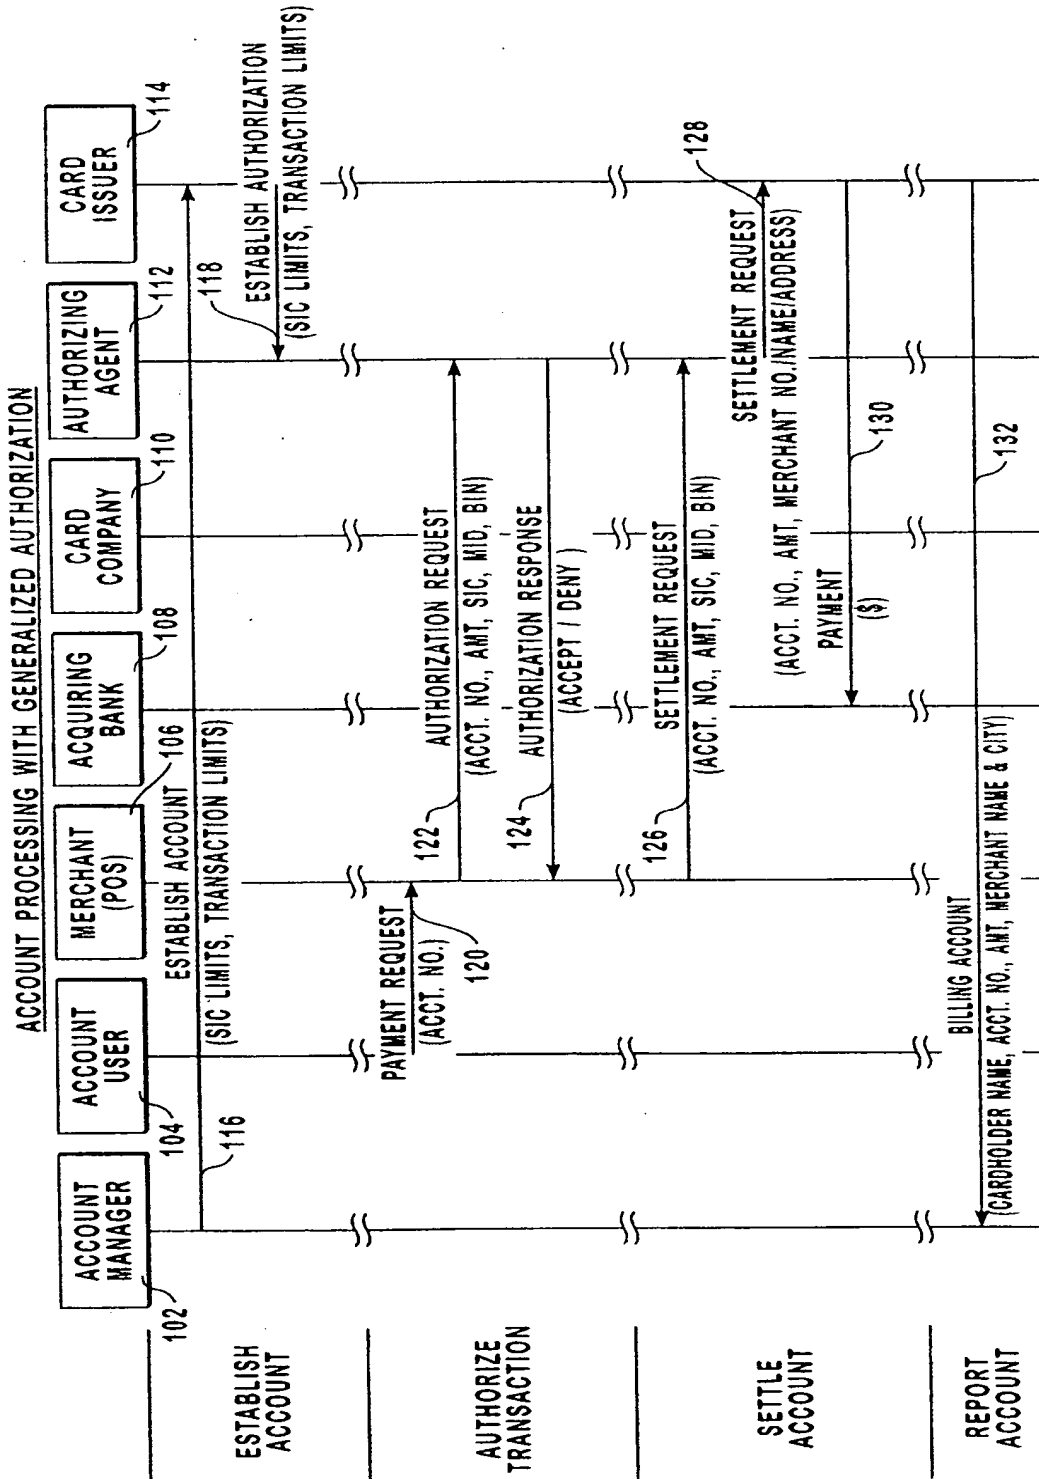 ACCOUNT PROCESSING WITH GENERALIZED AUTHORIZATION
ACCOUNT
MANAGER
102
ACCOUNT
USER
104
MERCHANT
(POS)
106
ACQUIRING
BANK
108
CARD
COMPANY
110
AUTHORIZING
AGENT
112
CARD
ISSUER
114
ESTABLISH
ACCOUNT
116
ESTABLISH ACCOUNT
(SIC LIMITS, TRANSACTION LIMITS)
118
ESTABLISH AUTHORIZATION
(SIC LIMITS, TRANSACTION LIMITS)
AUTHORIZE
TRANSACTION
PAYMENT REQUEST
(ACCT. NO.)
120
122
AUTHORIZATION REQUEST
(ACCT. NO., AMT, SIC, MID, BIN)
124
AUTHORIZATION RESPONSE
(ACCEPT / DENY)
SETTLE
ACCOUNT
126
SETTLEMENT REQUEST
(ACCT. NO., AMT, SIC, MID, BIN)
128
SETTLEMENT REQUEST
(ACCT. NO., AMT, MERCHANT NO./NAME/ADDRESS)
PAYMENT
($)
130
REPORT
ACCOUNT
BILLING ACCOUNT
(CARDHOLDER NAME, ACCT. NO., AMT, MERCHANT NAME & CITY)
132